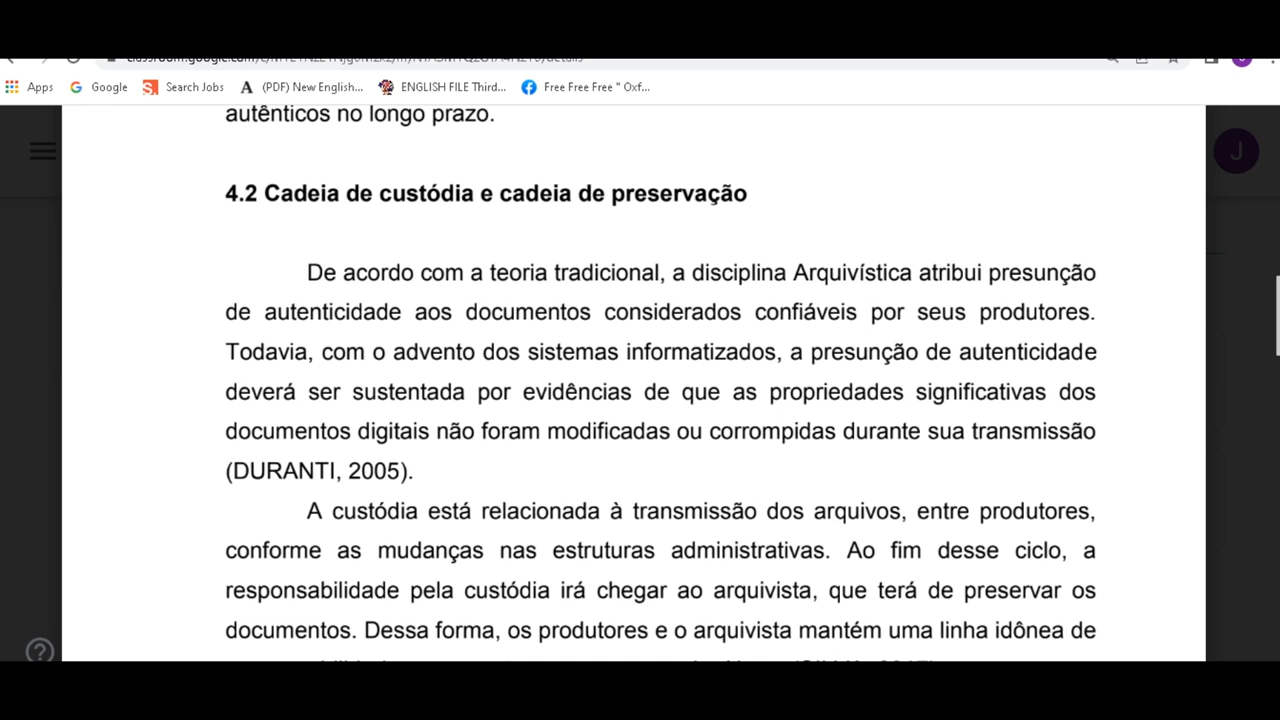 Apps Google Search Jobs (PDF) New English... ENGLISH FILE Third... Free Free Free " Oxf...
autênticos no longo prazo.
J
4.2 Cadeia de custódia e cadeia de preservação
De acordo com a teoria tradicional, a disciplina Arquivística atribui presunção
de autenticidade aos documentos considerados confiáveis por seus produtores.
Todavia, com o advento dos sistemas informatizados, a presunção de autenticidade
deverá ser sustentada por evidências de que as propriedades significativas dos
documentos digitais não foram modificadas ou corrompidas durante sua transmissão
(DURANTI, 2005).
A custódia está relacionada à transmissão dos arquivos, entre produtores,
conforme as mudanças nas estruturas administrativas. Ao fim desse ciclo, a
responsabilidade pela custódia irá chegar ao arquivista, que terá de preservar os
documentos. Dessa forma, os produtores e o arquivista mantém uma linha idônea de